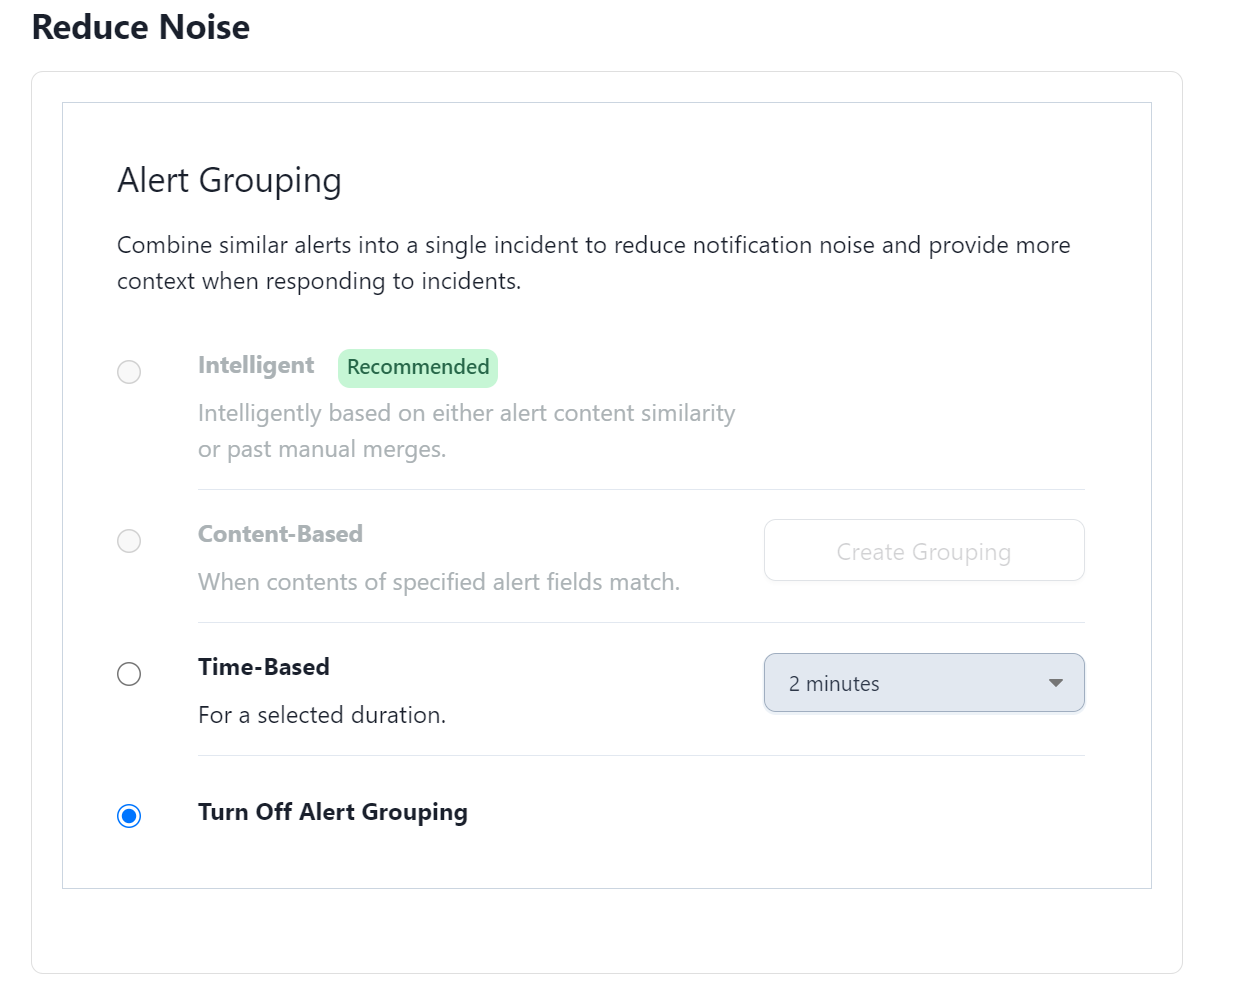 Reduce Noise
Alert Grouping
Combine similar alerts into a single incident to reduce notification noise and provide more
context when responding to incidents.
Intelligent Recommended
Intelligently based on either alert content similarity
or past manual merges.
Content-Based
Create Grouping
When contents of specified alert fields match.
Time-Based
2 minutes
For a selected duration.
Turn Off Alert Grouping